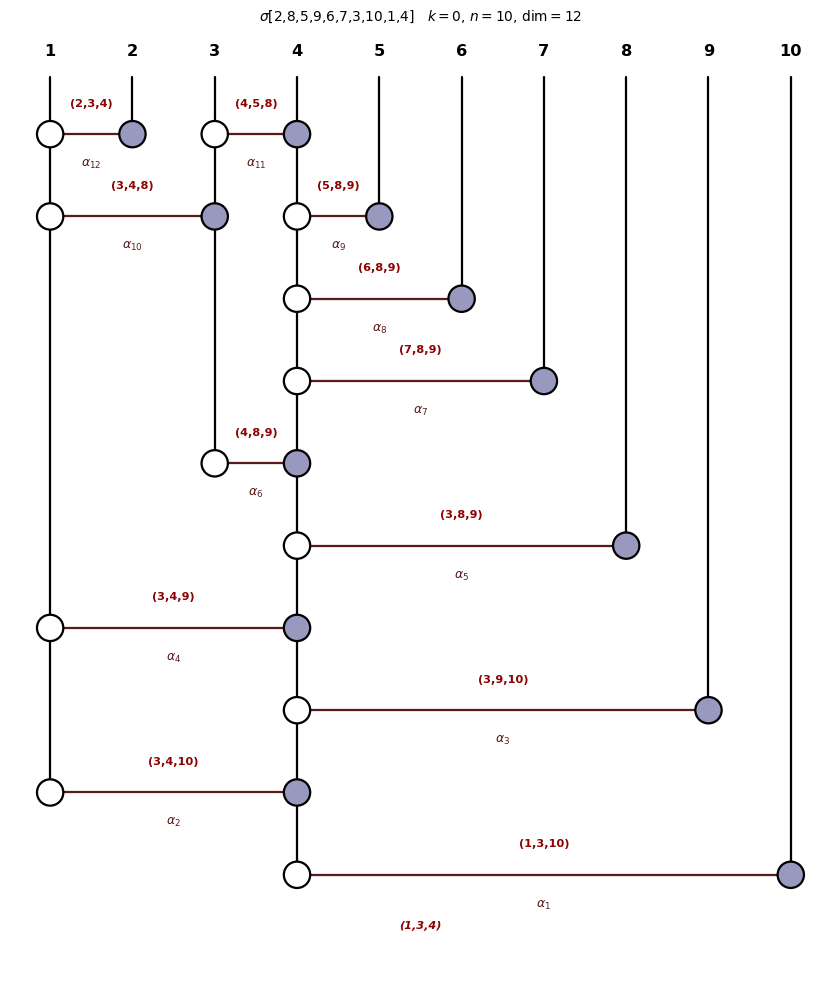 σ[2,8,5,9,6,7,3,10,1,4]   k=0, n=10, dim=12
1 2 3 4 5 6 7 8 9 10
(2,3,4) (4,5,8)
α₁₂ α₁₁
(3,4,8) (5,8,9)
α₁₀ α₉
(6,8,9)
α₈
(7,8,9)
α₇
(4,8,9)
α₆
(3,8,9)
α₅
(3,4,9)
α₄
(3,9,10)
α₃
(3,4,10)
α₂
(1,3,10)
α₁
(1,3,4)